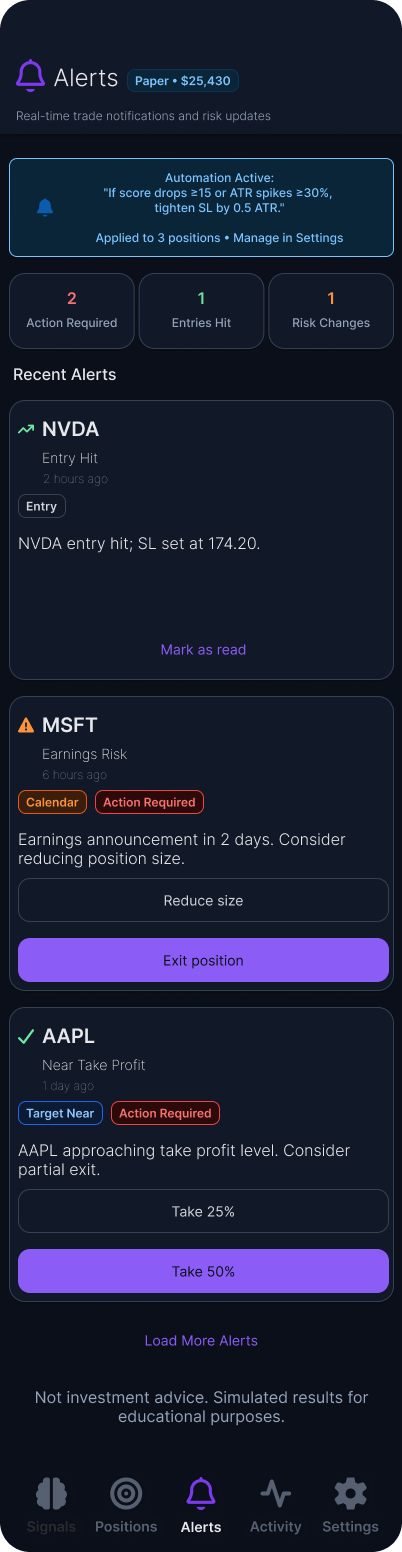 Alerts
Paper • $25,430
Real-time trade notifications and risk updates
Automation Active:
"If score drops ≥15 or ATR spikes ≥30%,
tighten SL by 0.5 ATR."
Applied to 3 positions • Manage in Settings
2
Action Required
1
Entries Hit
1
Risk Changes
Recent Alerts
NVDA
Entry Hit
2 hours ago
Entry
NVDA entry hit; SL set at 174.20.
Mark as read
MSFT
Earnings Risk
6 hours ago
Calendar
Action Required
Earnings announcement in 2 days. Consider
reducing position size.
Reduce size
Exit position
AAPL
Near Take Profit
1 day ago
Target Near
Action Required
AAPL approaching take profit level. Consider
partial exit.
Take 25%
Take 50%
Load More Alerts
Not investment advice. Simulated results for
educational purposes.
Signals
Positions
Alerts
Activity
Settings